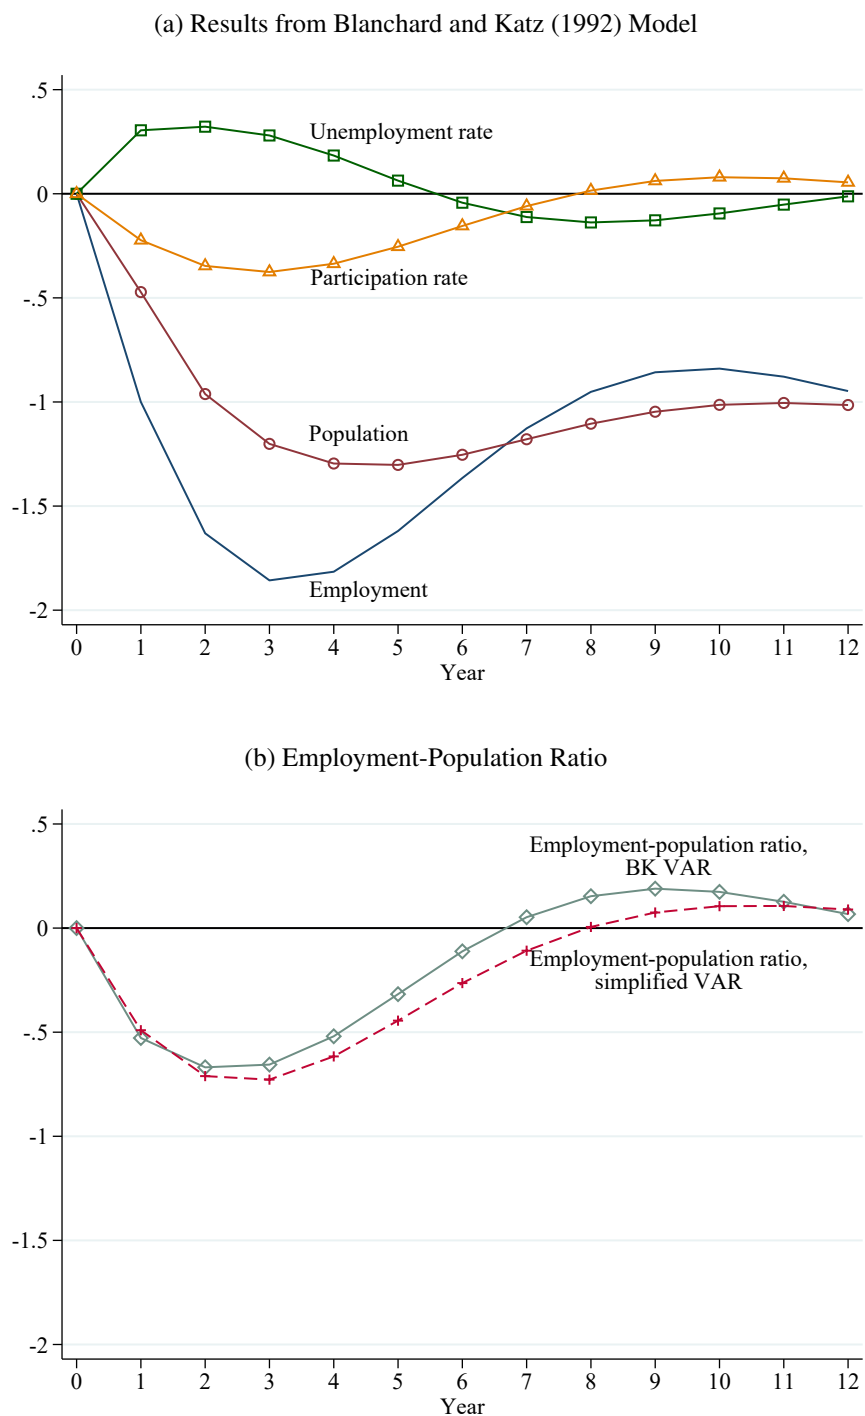 (a) Results from Blanchard and Katz (1992) Model
.5
0
-.5
-1
-1.5
-2
Unemployment rate
Participation rate
Population
Employment
0 1 2 3 4 5 6 7 8 9 10 11 12
Year
(b) Employment-Population Ratio
.5
0
-.5
-1
-1.5
-2
Employment-population ratio,
BK VAR
Employment-population ratio,
simplified VAR
0 1 2 3 4 5 6 7 8 9 10 11 12
Year